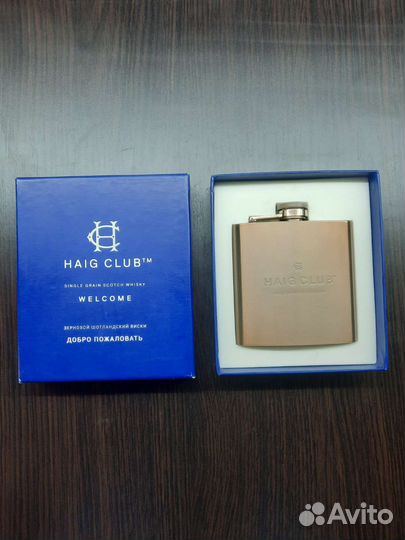 HAIG CLUB™
SINGLE GRAIN SCOTCH WHISKY
WELCOME
ЗЕРНОВОЙ ШОТЛАНДСКИЙ ВИСКИ
ДОБРО ПОЖАЛОВАТЬ
HAIG CLUB
Avito